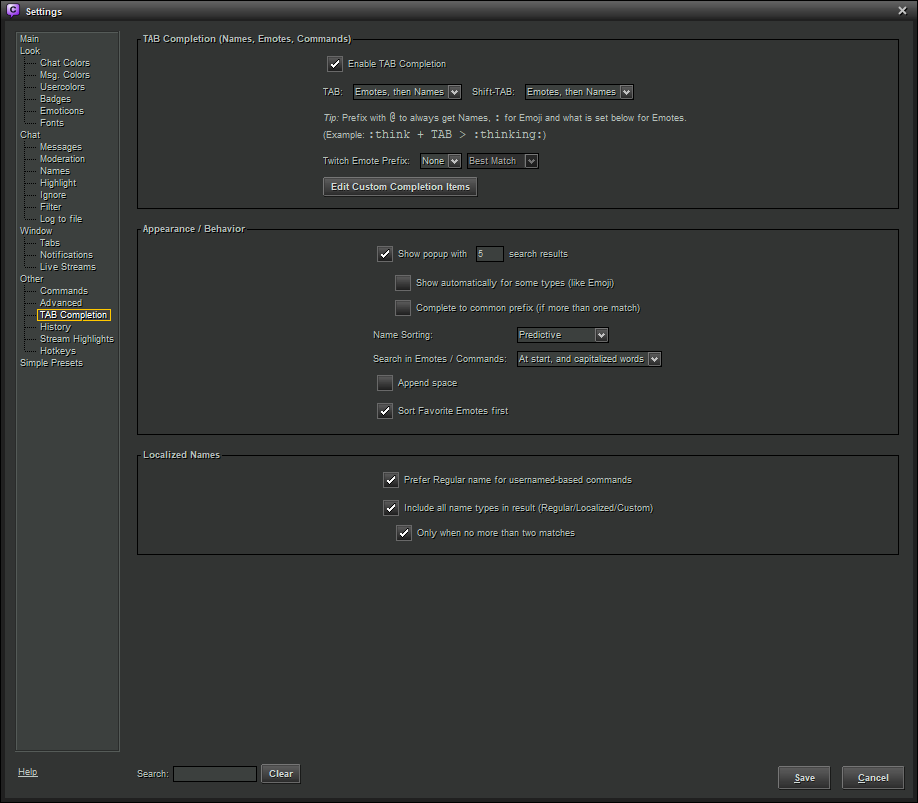 C Settings
Main
Look
Chat Colors
Msg. Colors
Usercolors
Badges
Emoticons
Fonts
Chat
Messages
Moderation
Names
Highlight
Ignore
Filter
Log to file
Window
Tabs
Notifications
Live Streams
Other
Commands
Advanced
TAB Completion
History
Stream Highlights
Hotkeys
Simple Presets
Help
TAB Completion (Names, Emotes, Commands)
Enable TAB Completion
TAB: Emotes, then Names Shift-TAB: Emotes, then Names
Tip: Prefix with @ to always get Names, : for Emoji and what is set below for Emotes.
(Example: :think + TAB > :thinking:)
Twitch Emote Prefix: None Best Match
Edit Custom Completion Items
Appearance / Behavior
Show popup with 5 search results
Show automatically for some types (like Emoji)
Complete to common prefix (if more than one match)
Name Sorting: Predictive
Search in Emotes / Commands: At start, and capitalized words
Append space
Sort Favorite Emotes first
Localized Names
Prefer Regular name for usernamed-based commands
Include all name types in result (Regular/Localized/Custom)
Only when no more than two matches
Search: Clear
Save Cancel